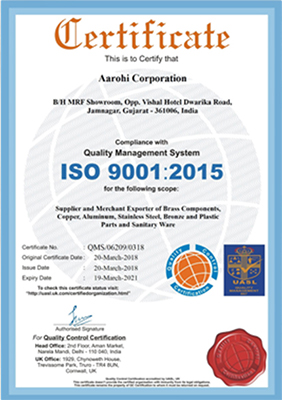 Certificate
This is to Certify that
Aarohi Corporation
B/H MRF Showroom, Opp. Vishal Hotel Dwarika Road,
Jamnagar, Gujarat - 361006, India
Compliance with
Quality Management System
ISO 9001:2015
for the following scope:
Supplier and Merchant Exporter of Brass Components,
Copper, Aluminum, Stainless Steel, Bronze and Plastic
Parts and Sanitary Ware
Certificate No. :QMS/06209/0318
Original Certificate Date : 20-March-2018
Issue Date : 20-March-2018
Expiry Date : 19-March-2021
To check this certificate status visit:
"http://uasl.uk.com/certifiedorganization.html"
Quality Control
Certification
UASL
Authorised Signature
For Quality Control Certification
Head Office: 2nd Floor, Aman Market,
Narela Mandi, Delhi - 110 040, India
UK Office: 1929, Chynoweth House,
Trevissome Park, Truro - TR4 8UN,
Cornwall, UK